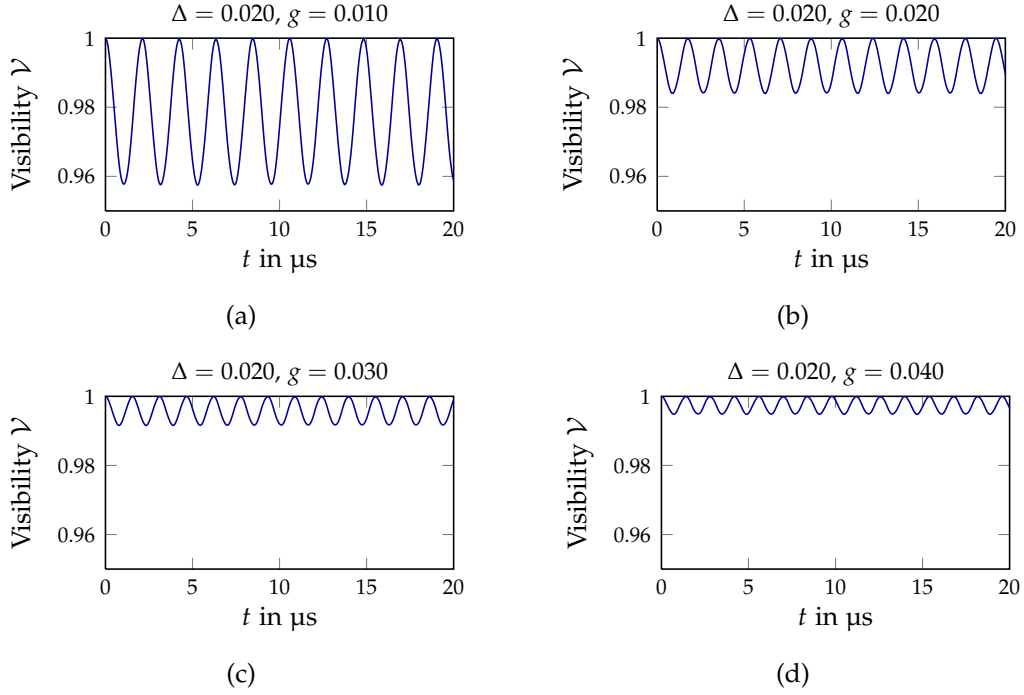 Δ = 0.020, g = 0.010
1
0.98
0.96
Visibility 𝒱
0 5 10 15 20
t in µs
(a)
Δ = 0.020, g = 0.020
1
0.98
0.96
Visibility 𝒱
0 5 10 15 20
t in µs
(b)
Δ = 0.020, g = 0.030
1
0.98
0.96
Visibility 𝒱
0 5 10 15 20
t in µs
(c)
Δ = 0.020, g = 0.040
1
0.98
0.96
Visibility 𝒱
0 5 10 15 20
t in µs
(d)